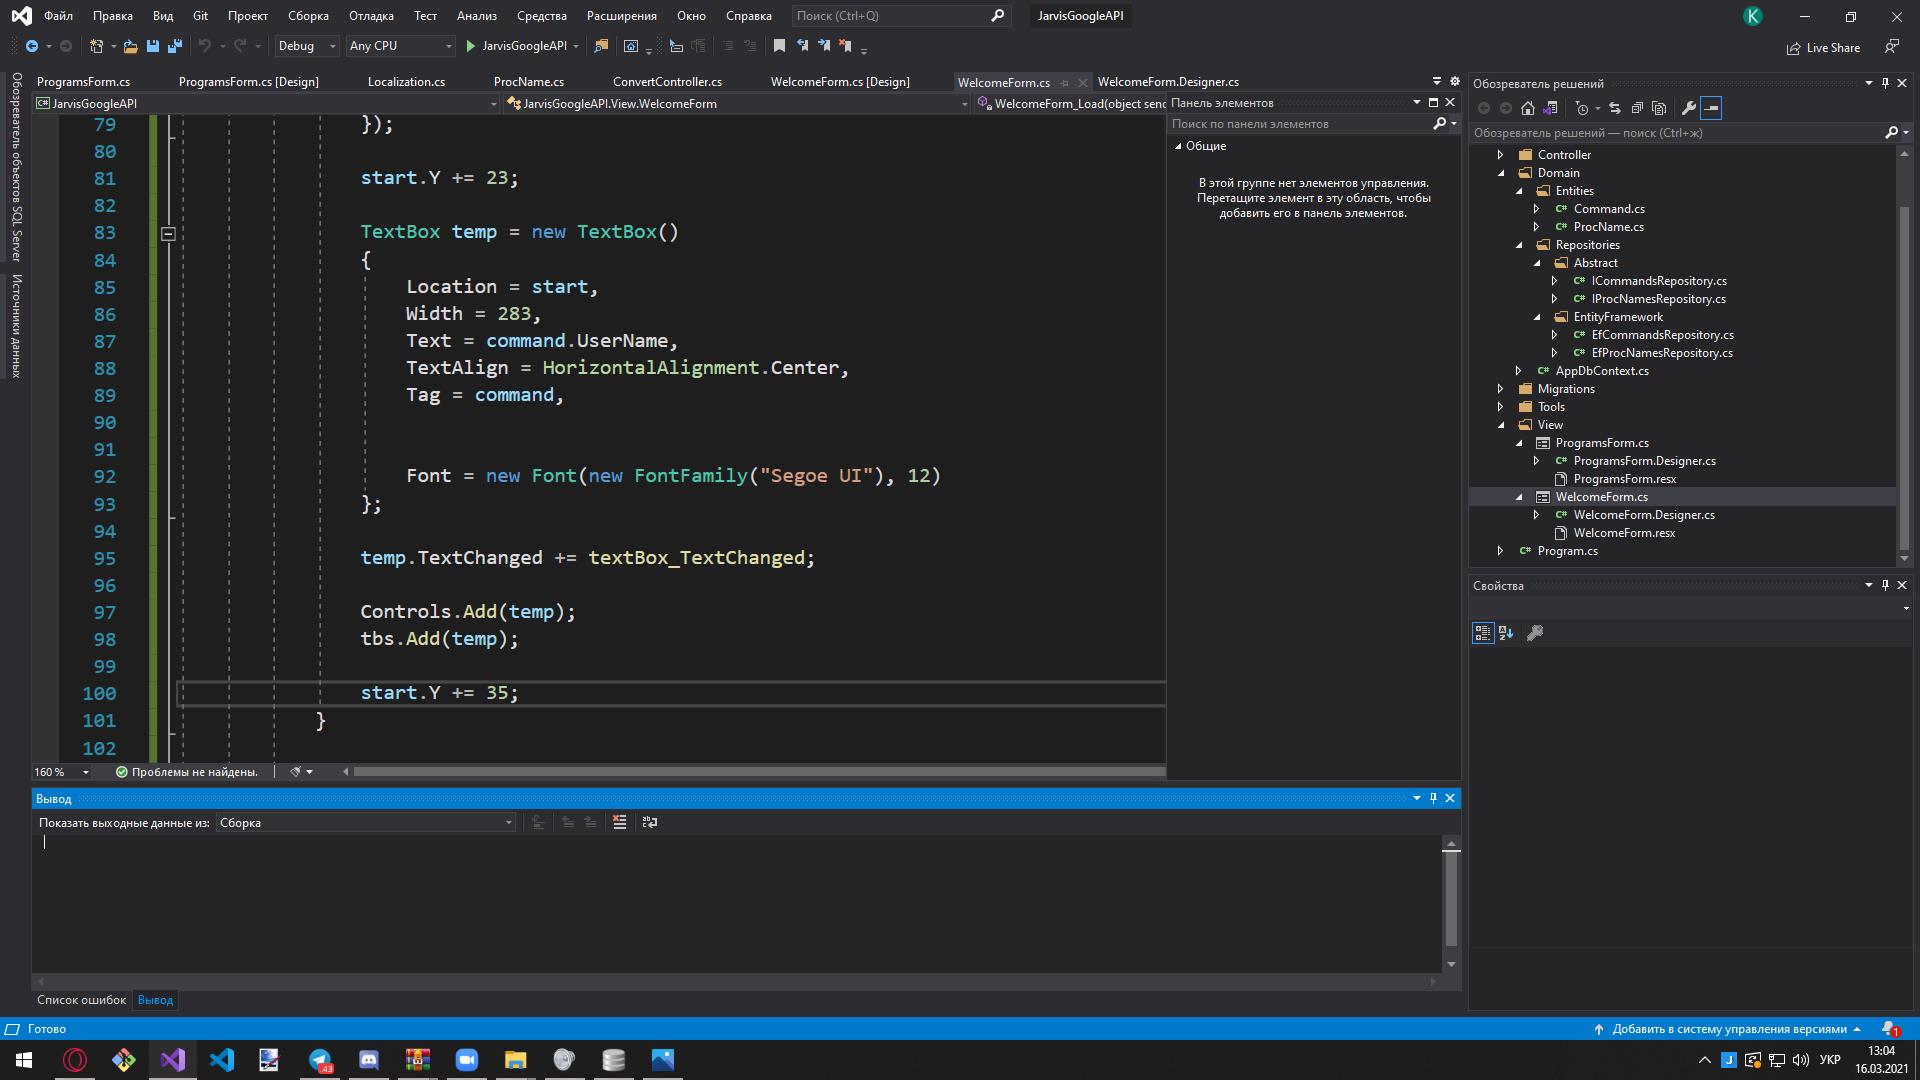 Файл Правка Вид Git Проект Сборка Отладка Тест Анализ Средства Расширения Окно Справка Поиск (Ctrl+Q) JarvisGoogleAPI K
Debug Any CPU JarvisGoogleAPI Live Share
ProgramsForm.cs ProgramsForm.cs [Design] Localization.cs ProcName.cs ConvertController.cs WelcomeForm.cs [Design] WelcomeForm.cs WelcomeForm.Designer.cs
JarvisGoogleAPI JarvisGoogleAPI.View.WelcomeForm WelcomeForm_Load(object senc
Обозреватель объектов SQL Server
Источники данных
79 });
80
81 start.Y += 23;
82
83 TextBox temp = new TextBox()
84 {
85 Location = start,
86 Width = 283,
87 Text = command.UserName,
88 TextAlign = HorizontalAlignment.Center,
89 Tag = command,
90
91
92 Font = new Font(new FontFamily("Segoe UI"), 12)
93 };
94
95 temp.TextChanged += textBox_TextChanged;
96
97 Controls.Add(temp);
98 tbs.Add(temp);
99
100 start.Y += 35;
101 }
102
160 % Проблемы не найдены.
Панель элементов
Поиск по панели элементов
Общие
В этой группе нет элементов управления.
Перетащите элемент в эту область, чтобы
добавить его в панель элементов.
Обозреватель решений
Обозреватель решений — поиск (Ctrl+ж)
Controller
Domain
Entities
C# Command.cs
C# ProcName.cs
Repositories
Abstract
C# ICommandsRepository.cs
C# IProcNamesRepository.cs
EntityFramework
C# EfCommandsRepository.cs
C# EfProcNamesRepository.cs
C# AppDbContext.cs
Migrations
Tools
View
ProgramsForm.cs
C# ProgramsForm.Designer.cs
ProgramsForm.resx
WelcomeForm.cs
C# WelcomeForm.Designer.cs
WelcomeForm.resx
C# Program.cs
Свойства
Вывод
Показать выходные данные из: Сборка
Список ошибок Вывод
Готово Добавить в систему управления версиями 1
43 J УКР 13:04
16.03.2021